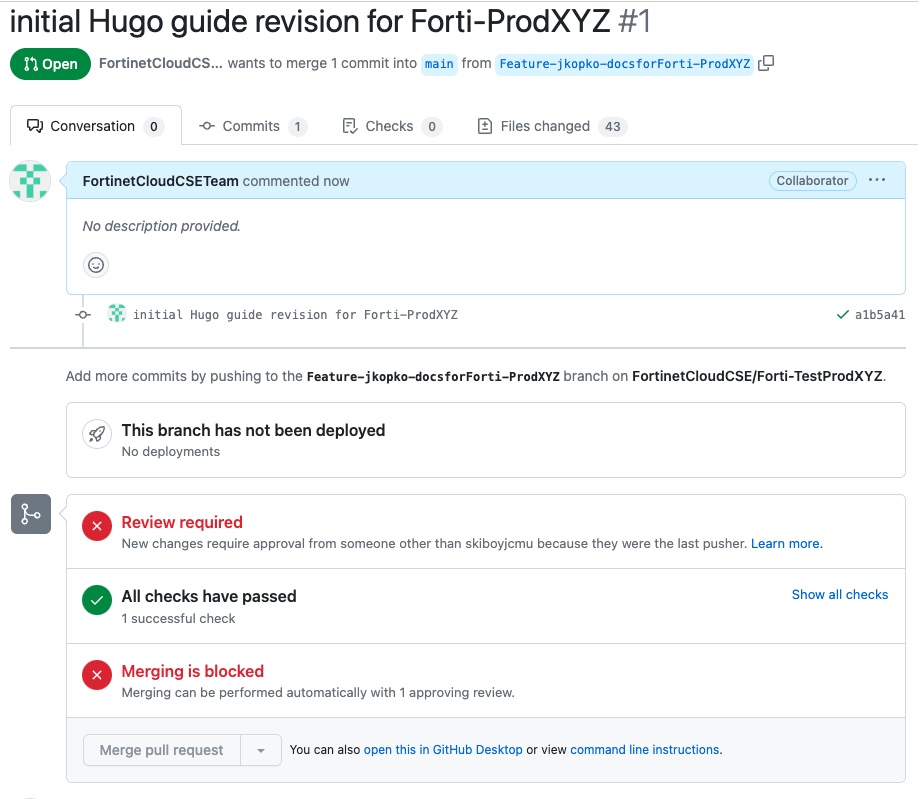 initial Hugo guide revision for Forti-ProdXYZ #1
Open FortinetCloudCS... wants to merge 1 commit into main from Feature-jkopko-docsforForti-ProdXYZ
Conversation 0 Commits 1 Checks 0 Files changed 43
FortinetCloudCSETeam commented now Collaborator ...
No description provided.
initial Hugo guide revision for Forti-ProdXYZ a1b5a41
Add more commits by pushing to the Feature-jkopko-docsforForti-ProdXYZ branch on FortinetCloudCSE/Forti-TestProdXYZ.
This branch has not been deployed
No deployments
Review required
New changes require approval from someone other than skiboyjcmu because they were the last pusher. Learn more.
All checks have passed Show all checks
1 successful check
Merging is blocked
Merging can be performed automatically with 1 approving review.
Merge pull request You can also open this in GitHub Desktop or view command line instructions.